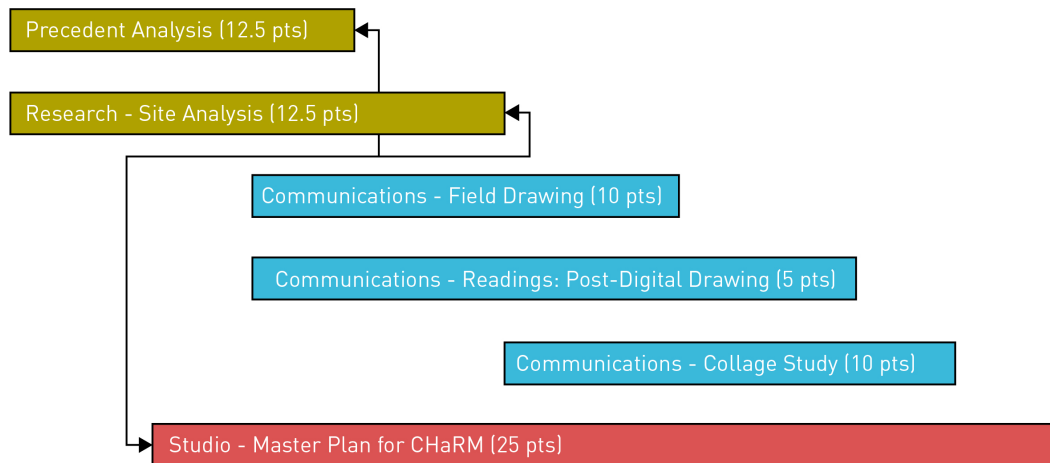 Precedent Analysis (12.5 pts)
Research - Site Analysis (12.5 pts)
Communications - Field Drawing (10 pts)
Communications - Readings: Post-Digital Drawing (5 pts)
Communications - Collage Study (10 pts)
Studio - Master Plan for CHaRM (25 pts)